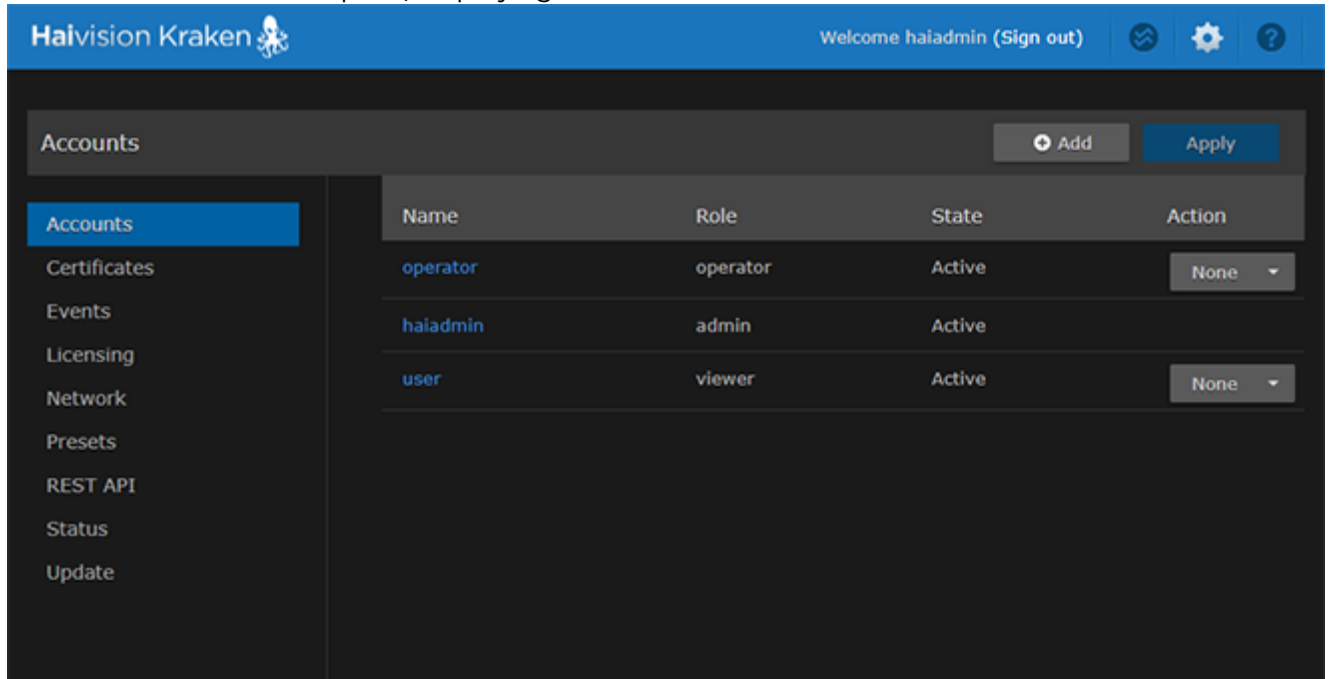 Haivision Kraken
Welcome haiadmin (Sign out)
Accounts
Add
Apply
Accounts
Certificates
Events
Licensing
Network
Presets
REST API
Status
Update
Name Role State Action
operator operator Active None
haiadmin admin Active
user viewer Active None